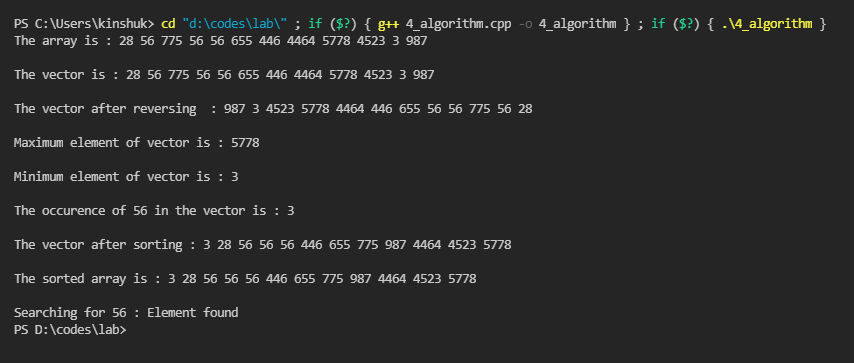 PS C:\Users\kinshuk> cd "d:\codes\lab\" ; if ($?) { g++ 4_algorithm.cpp -o 4_algorithm } ; if ($?) { .\4_algorithm }
The array is : 28 56 775 56 56 655 446 4464 5778 4523 3 987
The vector is : 28 56 775 56 56 655 446 4464 5778 4523 3 987
The vector after reversing  : 987 3 4523 5778 4464 446 655 56 56 775 56 28
Maximum element of vector is : 5778
Minimum element of vector is : 3
The occurence of 56 in the vector is : 3
The vector after sorting : 3 28 56 56 56 446 655 775 987 4464 4523 5778
The sorted array is : 3 28 56 56 56 446 655 775 987 4464 4523 5778
Searching for 56 : Element found
PS D:\codes\lab>